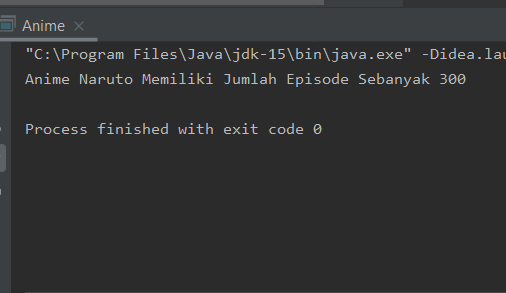 Anime
"C:\Program Files\Java\jdk-15\bin\java.exe" -Didea.lau
Anime Naruto Memiliki Jumlah Episode Sebanyak 300
Process finished with exit code 0